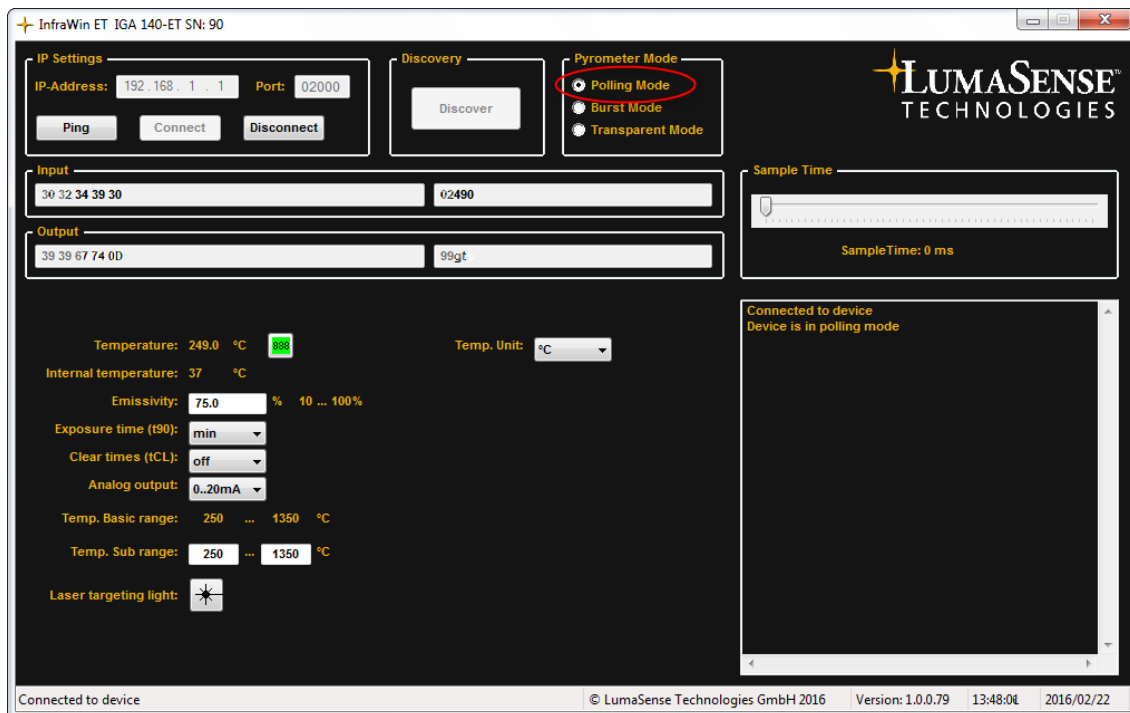 InfraWin ET IGA 140-ET SN: 90
IP Settings
IP-Address: 192 . 168 . 1 . 1 Port: 02000
Ping Connect Disconnect
Discovery
Discover
Pyrometer Mode
Polling Mode
Burst Mode
Transparent Mode
LUMASENSE™
TECHNOLOGIES
Input
30 32 34 39 30 02490
Output
39 39 67 74 0D 99gt
Sample Time
SampleTime: 0 ms
Temperature: 249.0 °C 888
Temp. Unit: °C
Internal temperature: 37 °C
Emissivity: 75.0 % 10 ... 100%
Exposure time (t90): min
Clear times (tCL): off
Analog output: 0..20mA
Temp. Basic range: 250 ... 1350 °C
Temp. Sub range: 250 ... 1350 °C
Laser targeting light:
Connected to device
Device is in polling mode
Connected to device
© LumaSense Technologies GmbH 2016 Version: 1.0.0.79 13:48:0 2016/02/22